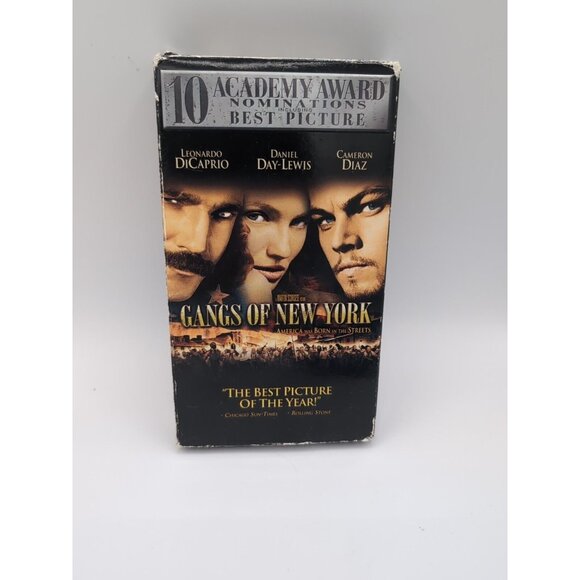 10 ACADEMY AWARD
NOMINATIONS
INCLUDING
BEST PICTURE
LEONARDO DICAPRIO
DANIEL DAY-LEWIS
CAMERON DIAZ
GANGS OF NEW YORK
AMERICA WAS BORN IN THE STREETS.
"THE BEST PICTURE
OF THE YEAR!"
- CHICAGO SUN-TIMES - ROLLING STONE